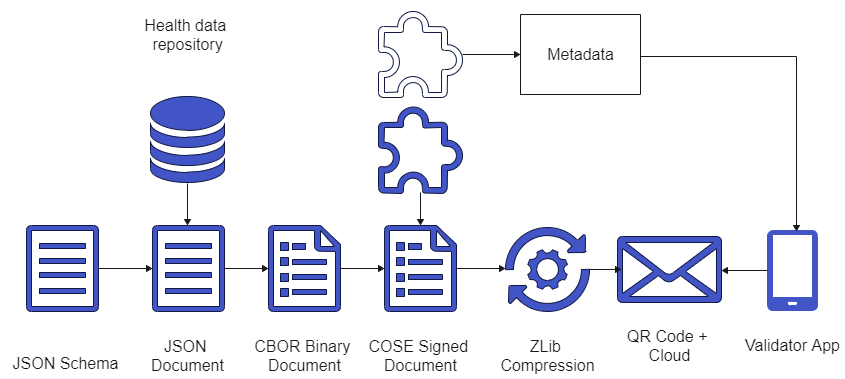 Health data
repository
Metadata
JSON Schema
JSON
Document
CBOR Binary
Document
COSE Signed
Document
ZLib
Compression
QR Code +
Cloud
Validator App